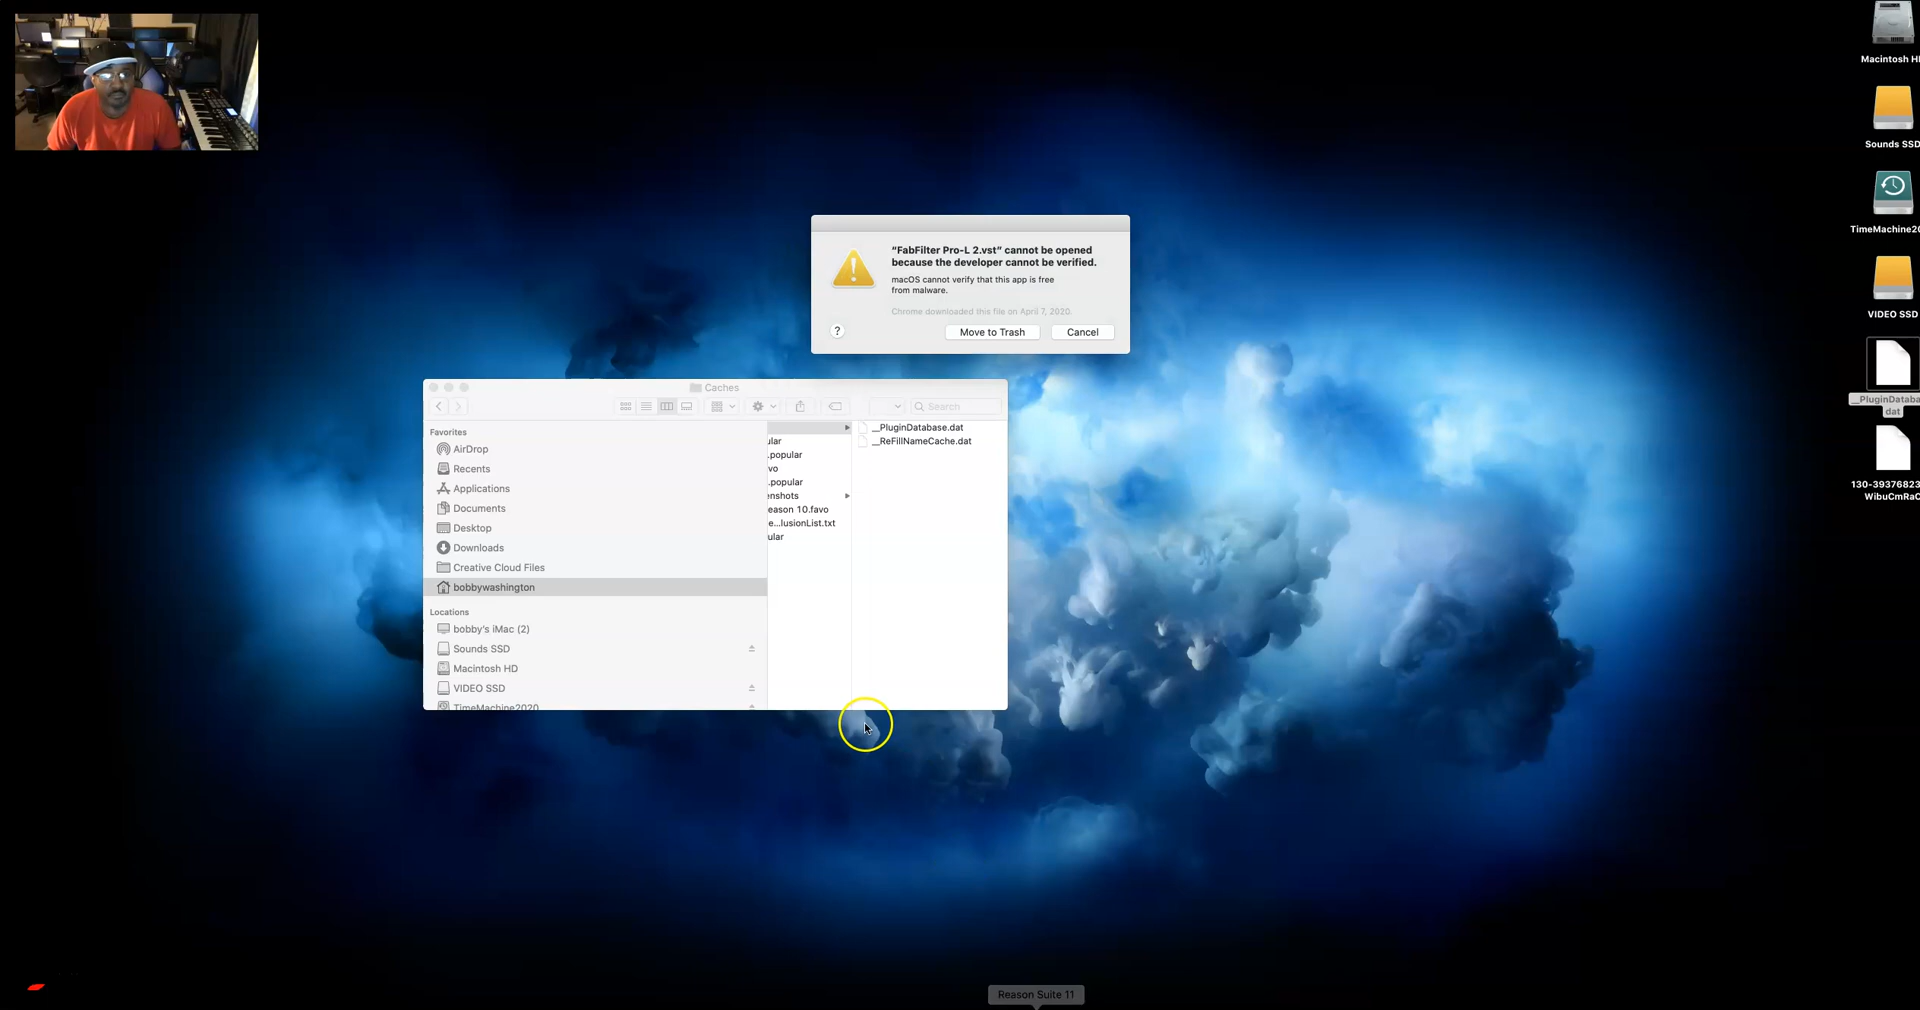 Macintosh H
Sounds SSD
TimeMachine20
VIDEO SSD
__PluginDataba
dat
130-39376823
WibuCmRaC
“FabFilter Pro-L 2.vst” cannot be opened
because the developer cannot be verified.
macOS cannot verify that this app is free
from malware.
Chrome downloaded this file on April 7, 2020.
?
Move to Trash
Cancel
Caches
Search
Favorites
AirDrop
Recents
Applications
Documents
Desktop
Downloads
Creative Cloud Files
bobbywashington
Locations
bobby's iMac (2)
Sounds SSD
Macintosh HD
VIDEO SSD
TimeMachine2020
ular
.popular
vo
.popular
enshots
eason 10.favo
e...lusionList.txt
ular
__PluginDatabase.dat
__ReFillNameCache.dat
Reason Suite 11